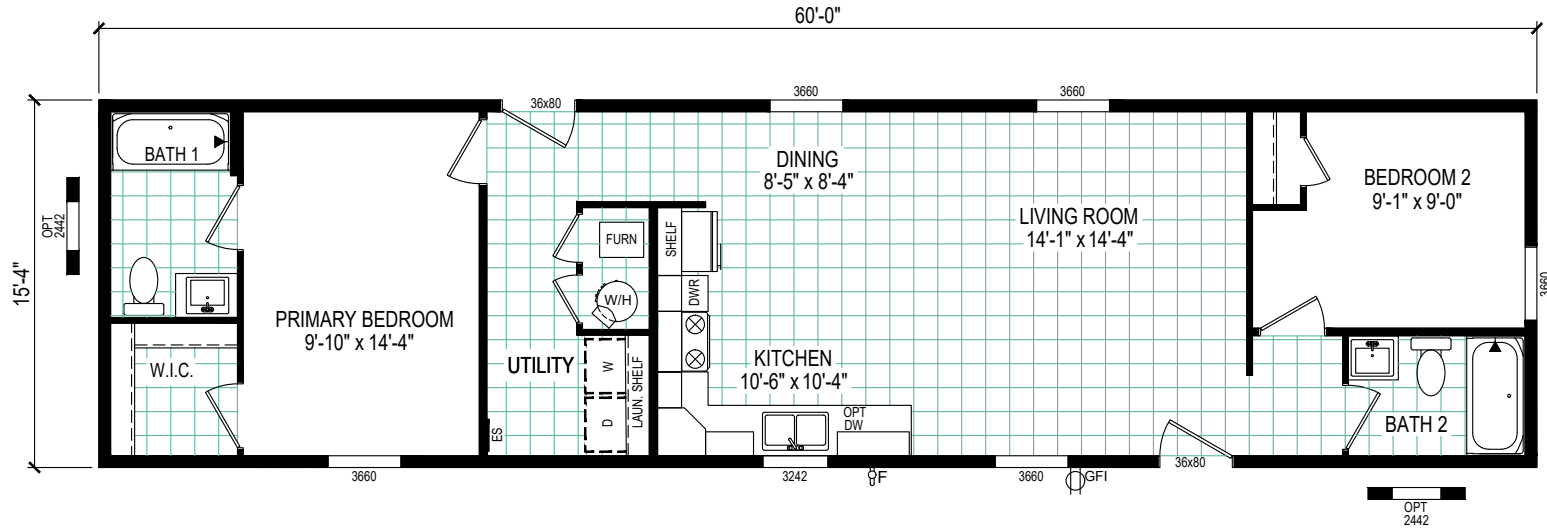 60'-0"
36x80
3660
3660
15'-4"
BATH 1
DINING
8'-5" x 8'-4"
BEDROOM 2
9'-1" x 9'-0"
OPT
2442
LIVING ROOM
14'-1" x 14'-4"
SHELF
FURN
DWR
W/H
3660
PRIMARY BEDROOM
9'-10" x 14'-4"
W.I.C.
UTILITY
W
D
LAUN. SHELF
ES
KITCHEN
10'-6" x 10'-4"
OPT
DW
BATH 2
3660
3242
F
3660
GFI
36x80
OPT
2442